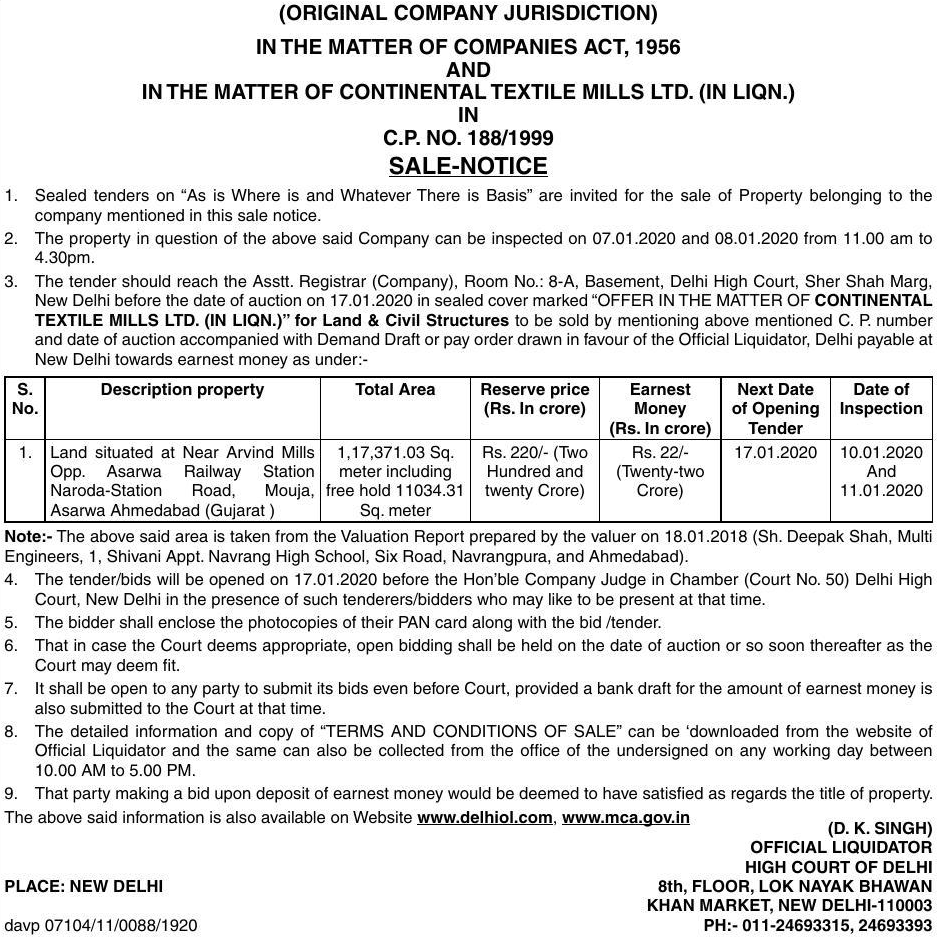 (ORIGINAL COMPANY JURISDICTION)
IN THE MATTER OF COMPANIES ACT, 1956
AND
IN THE MATTER OF CONTINENTAL TEXTILE MILLS LTD. (IN LIQN.)
IN
C.P. NO. 188/1999
SALE-NOTICE
1. Sealed tenders on “As is Where is and Whatever There is Basis” are invited for the sale of Property belonging to the
company mentioned in this sale notice.
2. The property in question of the above said Company can be inspected on 07.01.2020 and 08.01.2020 from 11.00 am to
4.30pm.
3. The tender should reach the Asstt. Registrar (Company), Room No.: 8-A, Basement, Delhi High Court, Sher Shah Marg,
New Delhi before the date of auction on 17.01.2020 in sealed cover marked “OFFER IN THE MATTER OF CONTINENTAL
TEXTILE MILLS LTD. (IN LIQN.)” for Land & Civil Structures to be sold by mentioning above mentioned C. P. number
and date of auction accompanied with Demand Draft or pay order drawn in favour of the Official Liquidator, Delhi payable at
New Delhi towards earnest money as under:-
S. No. Description property Total Area Reserve price (Rs. In crore) Earnest Money (Rs. In crore) Next Date of Opening Tender Date of Inspection
1. Land situated at Near Arvind Mills 1,17,371.03 Sq. Rs. 220/- (Two Rs. 22/- 17.01.2020 10.01.2020
Opp. Asarwa Railway Station meter including Hundred and (Twenty-two And
Naroda-Station Road, Mouja, free hold 11034.31 twenty Crore) Crore) 11.01.2020
Asarwa Ahmedabad (Gujarat ) Sq. meter
Note:- The above said area is taken from the Valuation Report prepared by the valuer on 18.01.2018 (Sh. Deepak Shah, Multi
Engineers, 1, Shivani Appt. Navrang High School, Six Road, Navrangpura, and Ahmedabad).
4. The tender/bids will be opened on 17.01.2020 before the Hon’ble Company Judge in Chamber (Court No. 50) Delhi High
Court, New Delhi in the presence of such tenderers/bidders who may like to be present at that time.
5. The bidder shall enclose the photocopies of their PAN card along with the bid /tender.
6. That in case the Court deems appropriate, open bidding shall be held on the date of auction or so soon thereafter as the
Court may deem fit.
7. It shall be open to any party to submit its bids even before Court, provided a bank draft for the amount of earnest money is
also submitted to the Court at that time.
8. The detailed information and copy of “TERMS AND CONDITIONS OF SALE” can be ‘downloaded from the website of
Official Liquidator and the same can also be collected from the office of the undersigned on any working day between
10.00 AM to 5.00 PM.
9. That party making a bid upon deposit of earnest money would be deemed to have satisfied as regards the title of property.
The above said information is also available on Website www.delhiol.com, www.mca.gov.in
(D. K. SINGH)
OFFICIAL LIQUIDATOR
HIGH COURT OF DELHI
PLACE: NEW DELHI 8th, FLOOR, LOK NAYAK BHAWAN
KHAN MARKET, NEW DELHI-110003
davp 07104/11/0088/1920 PH:- 011-24693315, 24693393